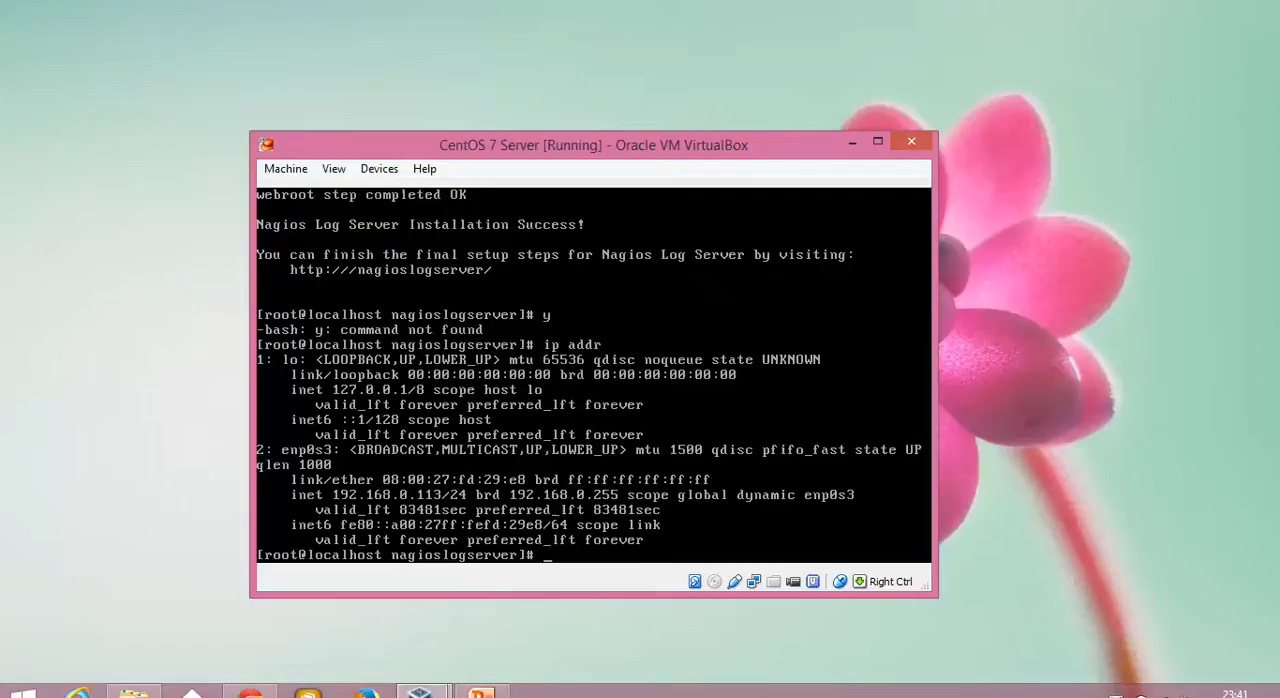 CentOS 7 Server [Running] - Oracle VM VirtualBox
Machine View Devices Help
webroot step completed OK
Nagios Log Server Installation Success!
You can finish the final setup steps for Nagios Log Server by visiting:
http:///nagioslogserver/
[root@localhost nagioslogserver]# y
-bash: y: command not found
[root@localhost nagioslogserver]# ip addr
1: lo: <LOOPBACK,UP,LOWER_UP> mtu 65536 qdisc noqueue state UNKNOWN
link/loopback 00:00:00:00:00:00 brd 00:00:00:00:00:00
inet 127.0.0.1/8 scope host lo
valid_lft forever preferred_lft forever
inet6 ::1/128 scope host
valid_lft forever preferred_lft forever
2: enp0s3: <BROADCAST,MULTICAST,UP,LOWER_UP> mtu 1500 qdisc pfifo_fast state UP
qlen 1000
link/ether 08:00:27:fd:29:e8 brd ff:ff:ff:ff:ff:ff
inet 192.168.0.113/24 brd 192.168.0.255 scope global dynamic enp0s3
valid_lft 83481sec preferred_lft 83481sec
inet6 fe80::a00:27ff:fefd:29e8/64 scope link
valid_lft forever preferred_lft forever
[root@localhost nagioslogserver]# _
Right Ctrl
23:41